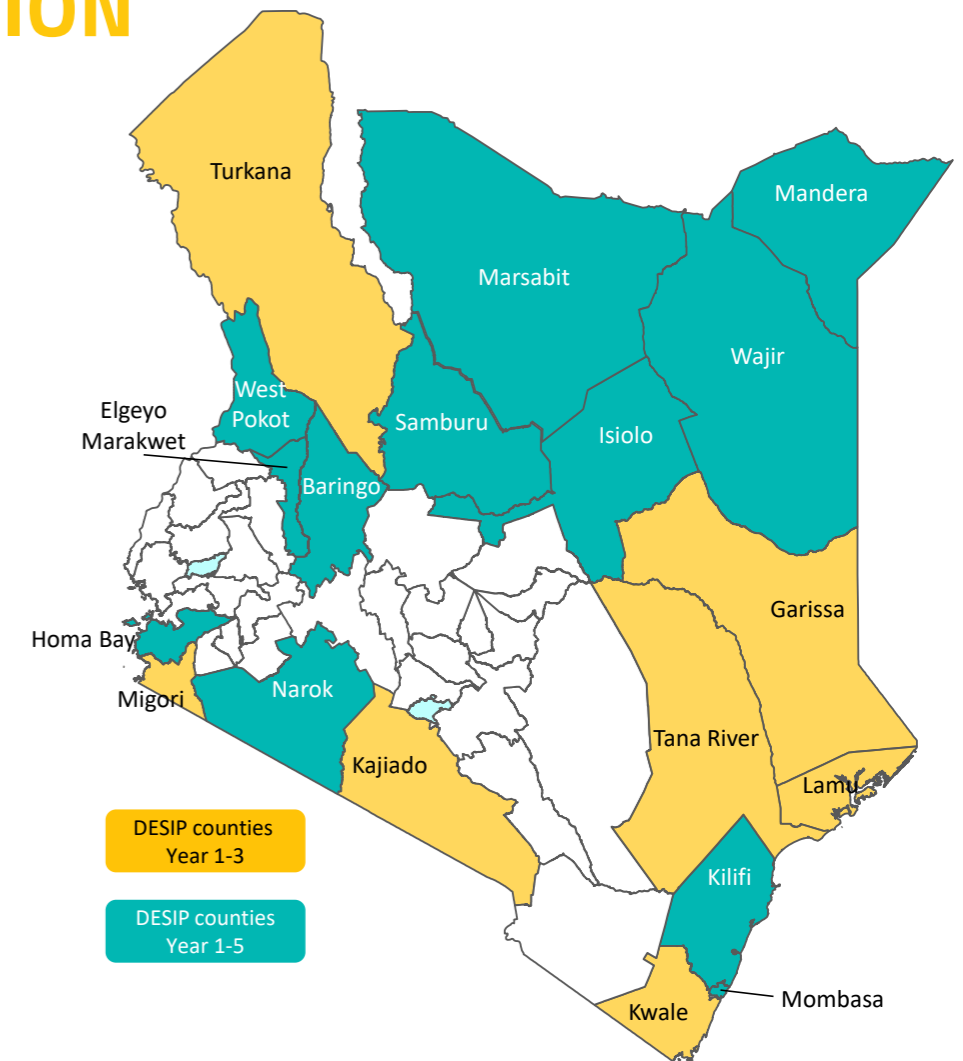 ION
Turkana
Mandera
Marsabit
Wajir
West
Pokot
Elgeyo
Marakwet
Samburu
Isiolo
Baringo
Garissa
Homa Bay
Narok
Migori
Tana River
Kajiado
Lamu
DESIP counties
Year 1-3
Kilifi
DESIP counties
Year 1-5
Mombasa
Kwale